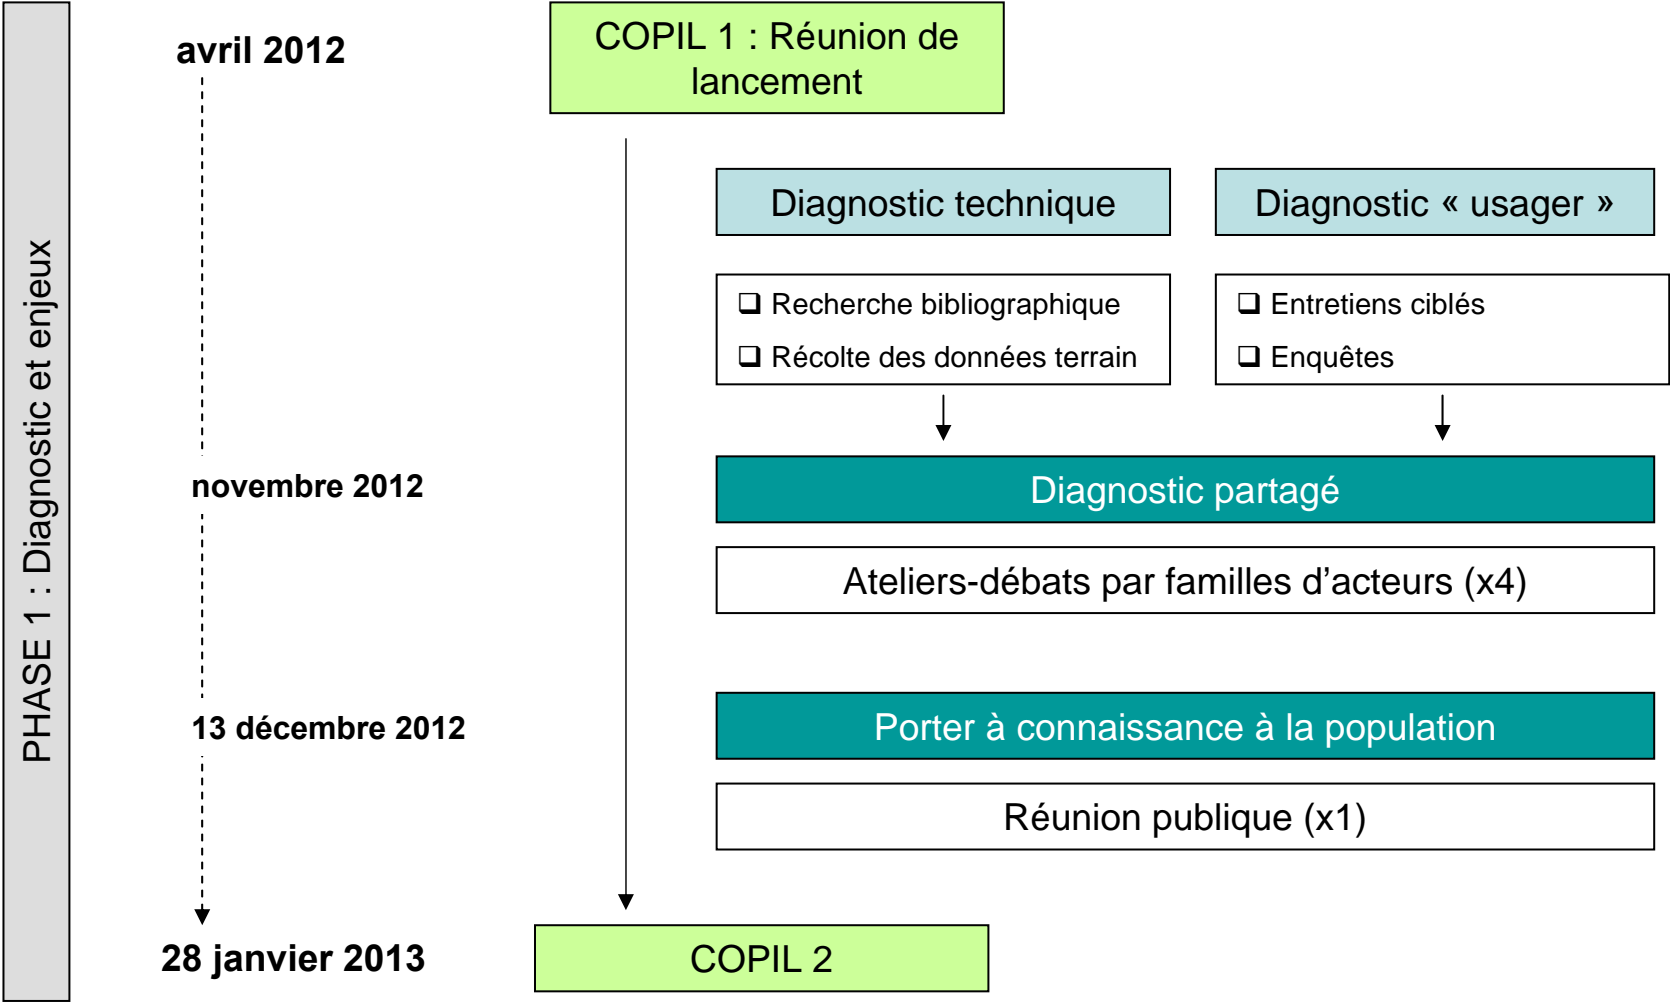 PHASE 1 : Diagnostic et enjeux
avril 2012
COPIL 1 : Réunion de
lancement
Diagnostic technique
Diagnostic « usager »
❑ Recherche bibliographique
❑ Récolte des données terrain
❑ Entretiens ciblés
❑ Enquêtes
novembre 2012
Diagnostic partagé
Ateliers-débats par familles d’acteurs (x4)
13 décembre 2012
Porter à connaissance à la population
Réunion publique (x1)
28 janvier 2013
COPIL 2